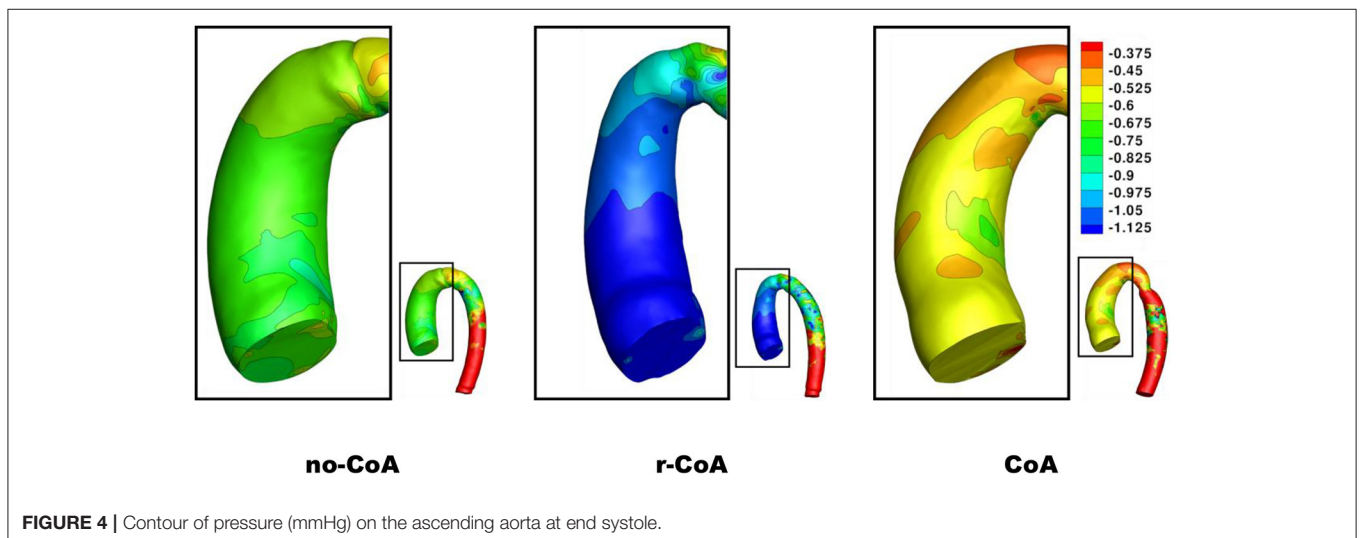 -0.375
-0.45
-0.525
-0.6
-0.675
-0.75
-0.825
-0.9
-0.975
-1.05
-1.125
no-CoA
r-CoA
CoA
FIGURE 4 | Contour of pressure (mmHg) on the ascending aorta at end systole.